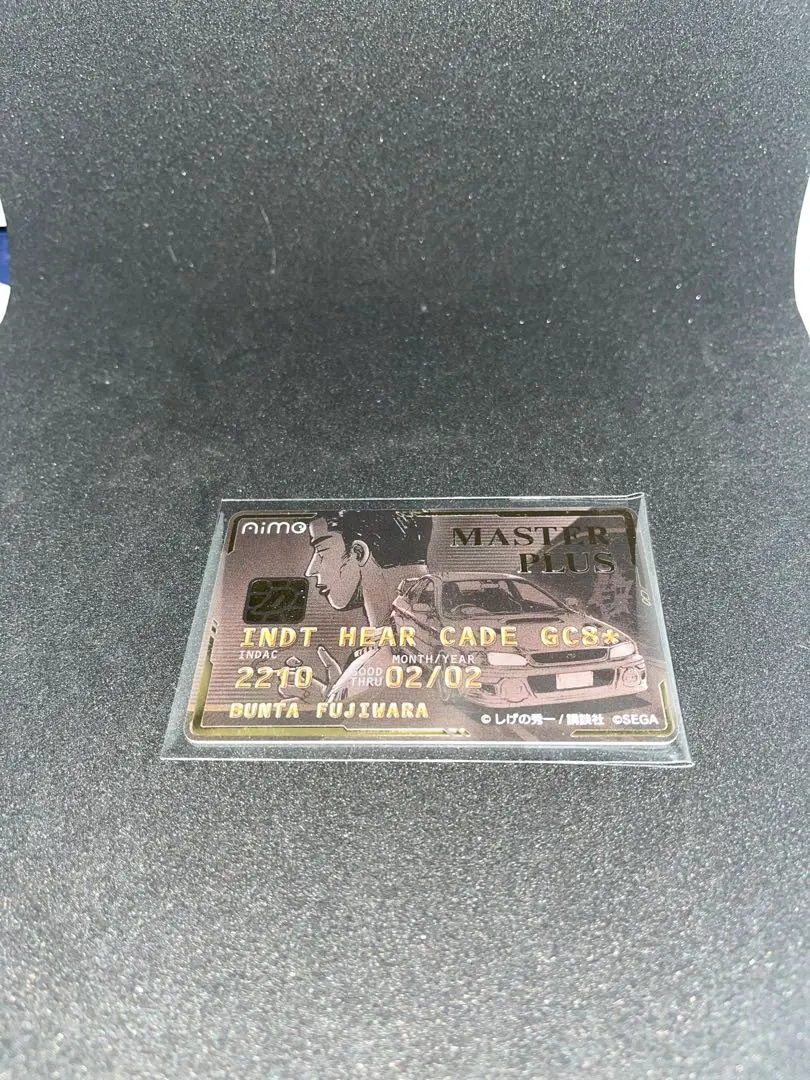 Aime
MASTER
PLUS
INDT HEAR CADE GC8*
INDAC
MONTH/YEAR
2210
GOOD
THRU
02/02
BUNTA FUJIWARA
© しげの秀一/講談社 ©SEGA